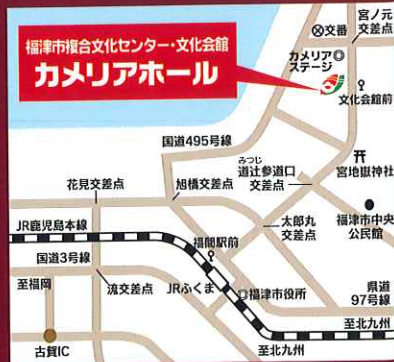 福津市複合文化センター・文化会館
カメリアホール
交番
宮ノ元
交差点
カメリア
ステージ
文化会館前
国道495号線
宮地嶽神社
みつじ
道辻参道口
交差点
花見交差点
旭橋交差点
福津市中央
公民館
太郎丸
交差点
JR鹿児島本線
福間駅前
国道3号線
至福岡
流交差点
JRふくま
福津市役所
県道
97号線
至北九州
至北九州
古賀IC